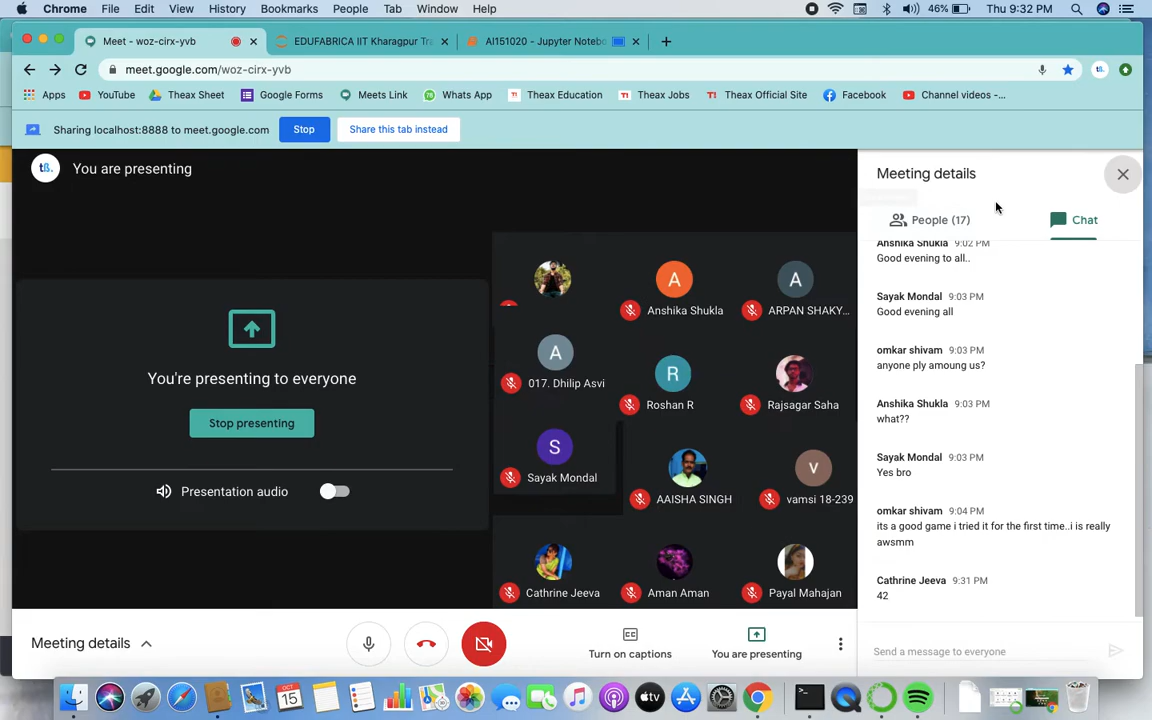 Chrome File Edit View History Bookmarks People Tab Window Help 46% Thu 9:32 PM
Meet - woz-cirx-yvb EDUFABRICA IIT Kharagpur Tra AI151020 - Jupyter Notebo
meet.google.com/woz-cirx-yvb
Apps YouTube Theax Sheet Google Forms Meets Link Whats App Theax Education Theax Jobs Theax Official Site Facebook Channel videos -...
Sharing localhost:8888 to meet.google.com Stop Share this tab instead
tß. You are presenting
You're presenting to everyone
Stop presenting
Presentation audio
A
Anshika Shukla
A
ARPAN SHAKY...
A
017. Dhilip Asvi
R
Roshan R
Rajsagar Saha
S
Sayak Mondal
AAISHA SINGH
v
vamsi 18-239
Cathrine Jeeva
Aman Aman
Payal Mahajan
Meeting details
People (17) Chat
Anshika Shukla 9:02 PM
Good evening to all..
Sayak Mondal 9:03 PM
Good evening all
omkar shivam 9:03 PM
anyone ply amoung us?
Anshika Shukla 9:03 PM
what??
Sayak Mondal 9:03 PM
Yes bro
omkar shivam 9:04 PM
its a good game i tried it for the first time..i is really
awsmm
Cathrine Jeeva 9:31 PM
42
Send a message to everyone
Meeting details
Turn on captions
You are presenting
OCT
15
tv